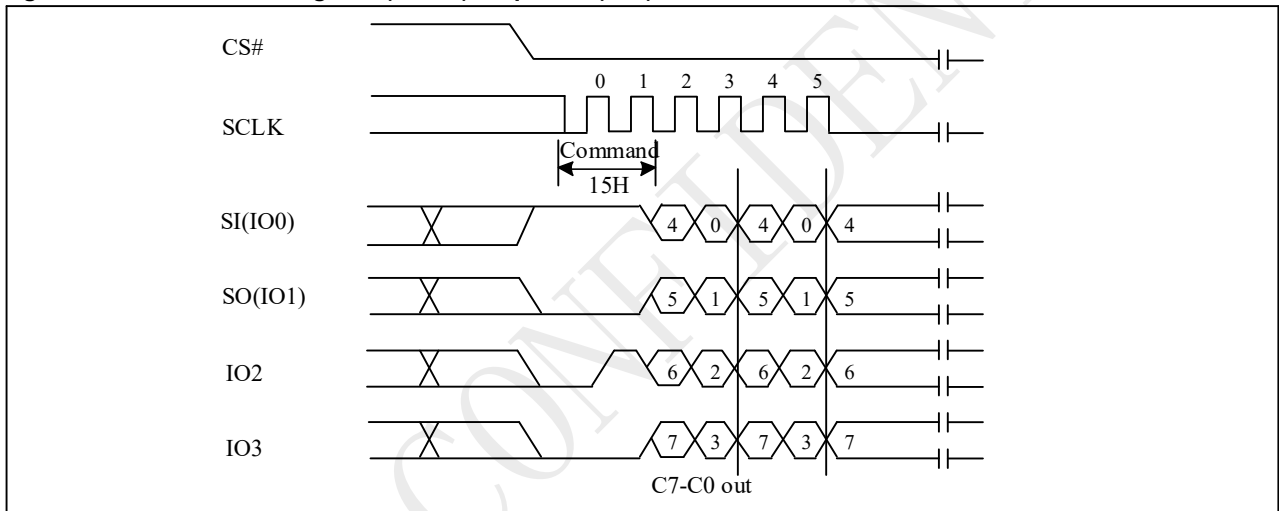 CS#
0 1 2 3 4 5
SCLK
Command
15H
SI(IO0) 4 0 4 0 4
SO(IO1) 5 1 5 1 5
IO2 6 2 6 2 6
IO3 7 3 7 3 7
C7-C0 out